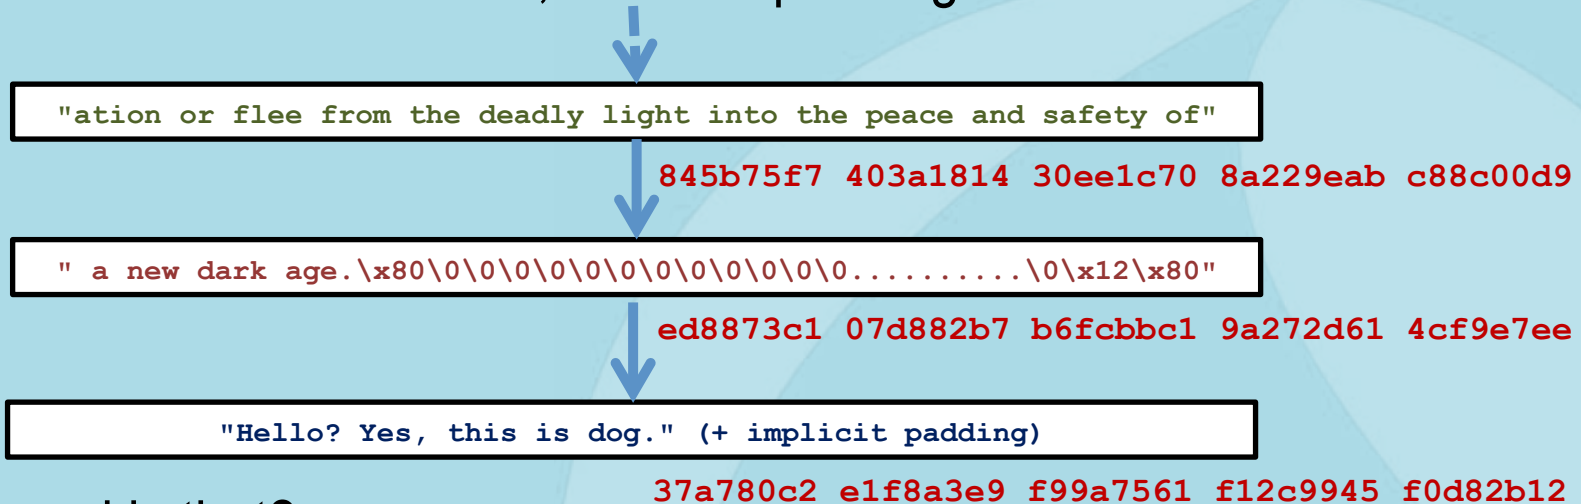 "ation or flee from the deadly light into the peace and safety of"
845b75f7 403a1814 30ee1c70 8a229eab c88c00d9
" a new dark age.\x80\0\0\0\0\0\0\0\0\0\0\0\0\0..........\0\x12\x80"
ed8873c1 07d882b7 b6fcbbc1 9a272d61 4cf9e7ee
"Hello? Yes, this is dog." (+ implicit padding)
37a780c2 e1f8a3e9 f99a7561 f12c9945 f0d82b12